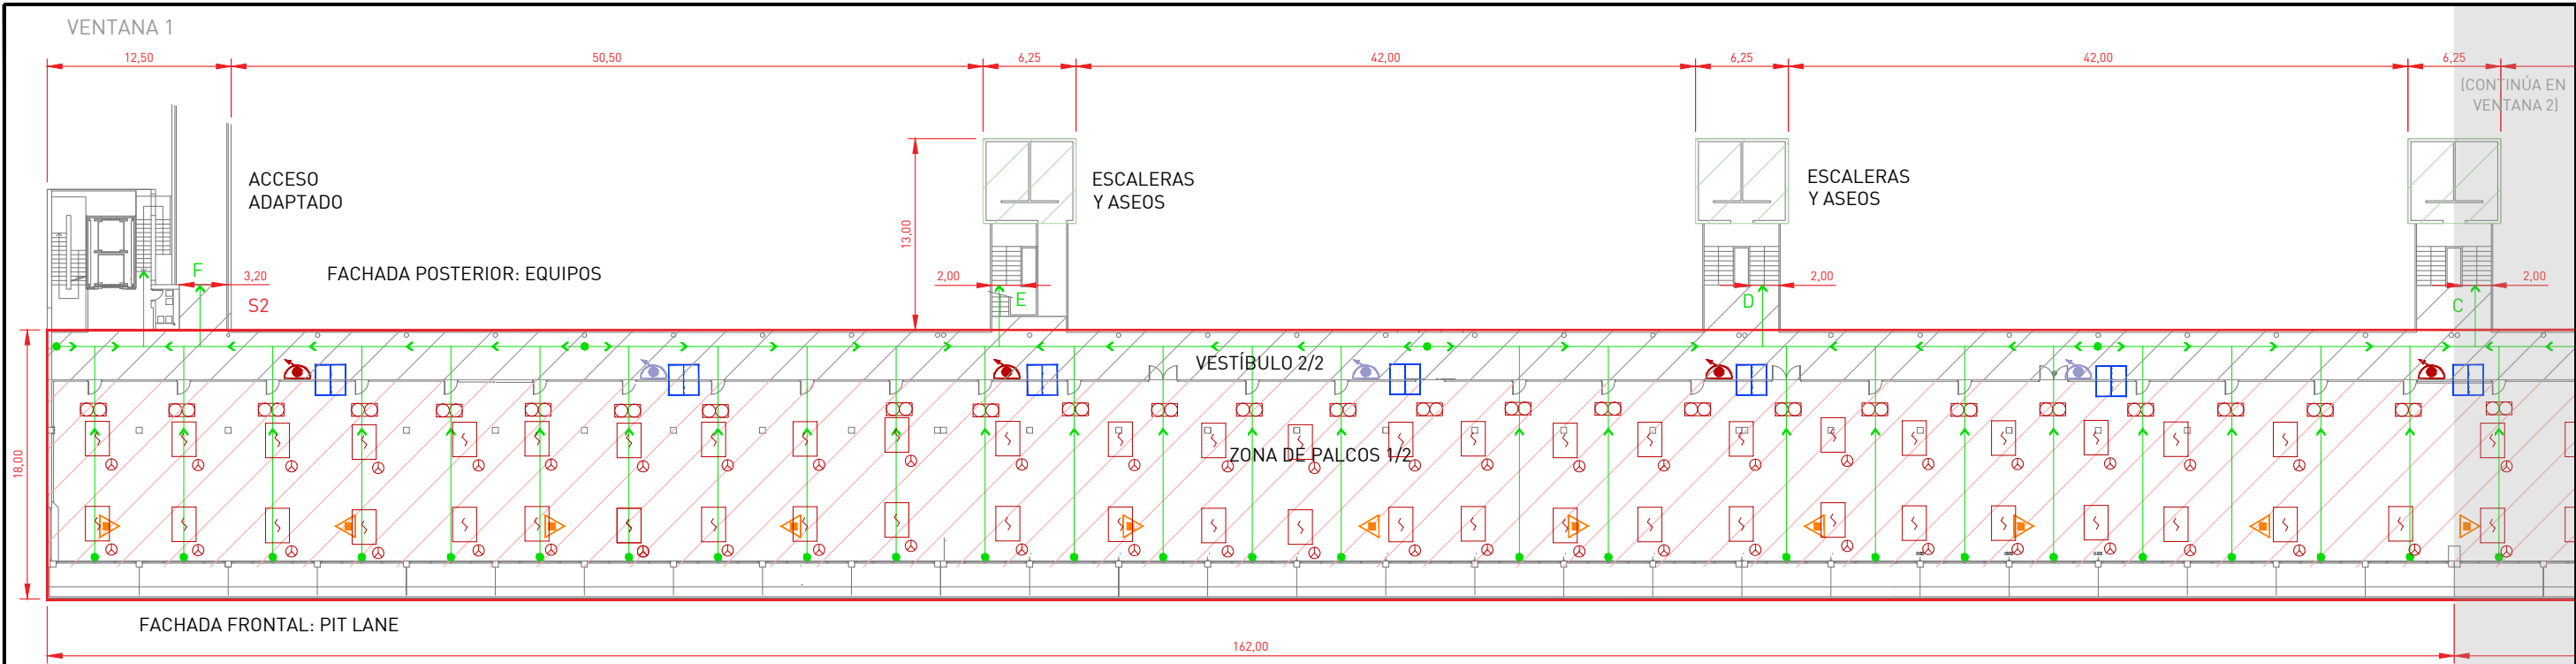 VENTANA 1
12,50
50,50
6,25
42,00
6,25
42,00
6,25
(CONTINÚA EN
VENTANA 2)
ACCESO
ADAPTADO
ESCALERAS
Y ASEOS
ESCALERAS
Y ASEOS
13,00
F
3,20
FACHADA POSTERIOR: EQUIPOS
2,00
2,00
2,00
S2
E
D
C
VESTÍBULO 2/2
ZONA DE PALCOS 1/2
18,00
FACHADA FRONTAL: PIT LANE
162,00